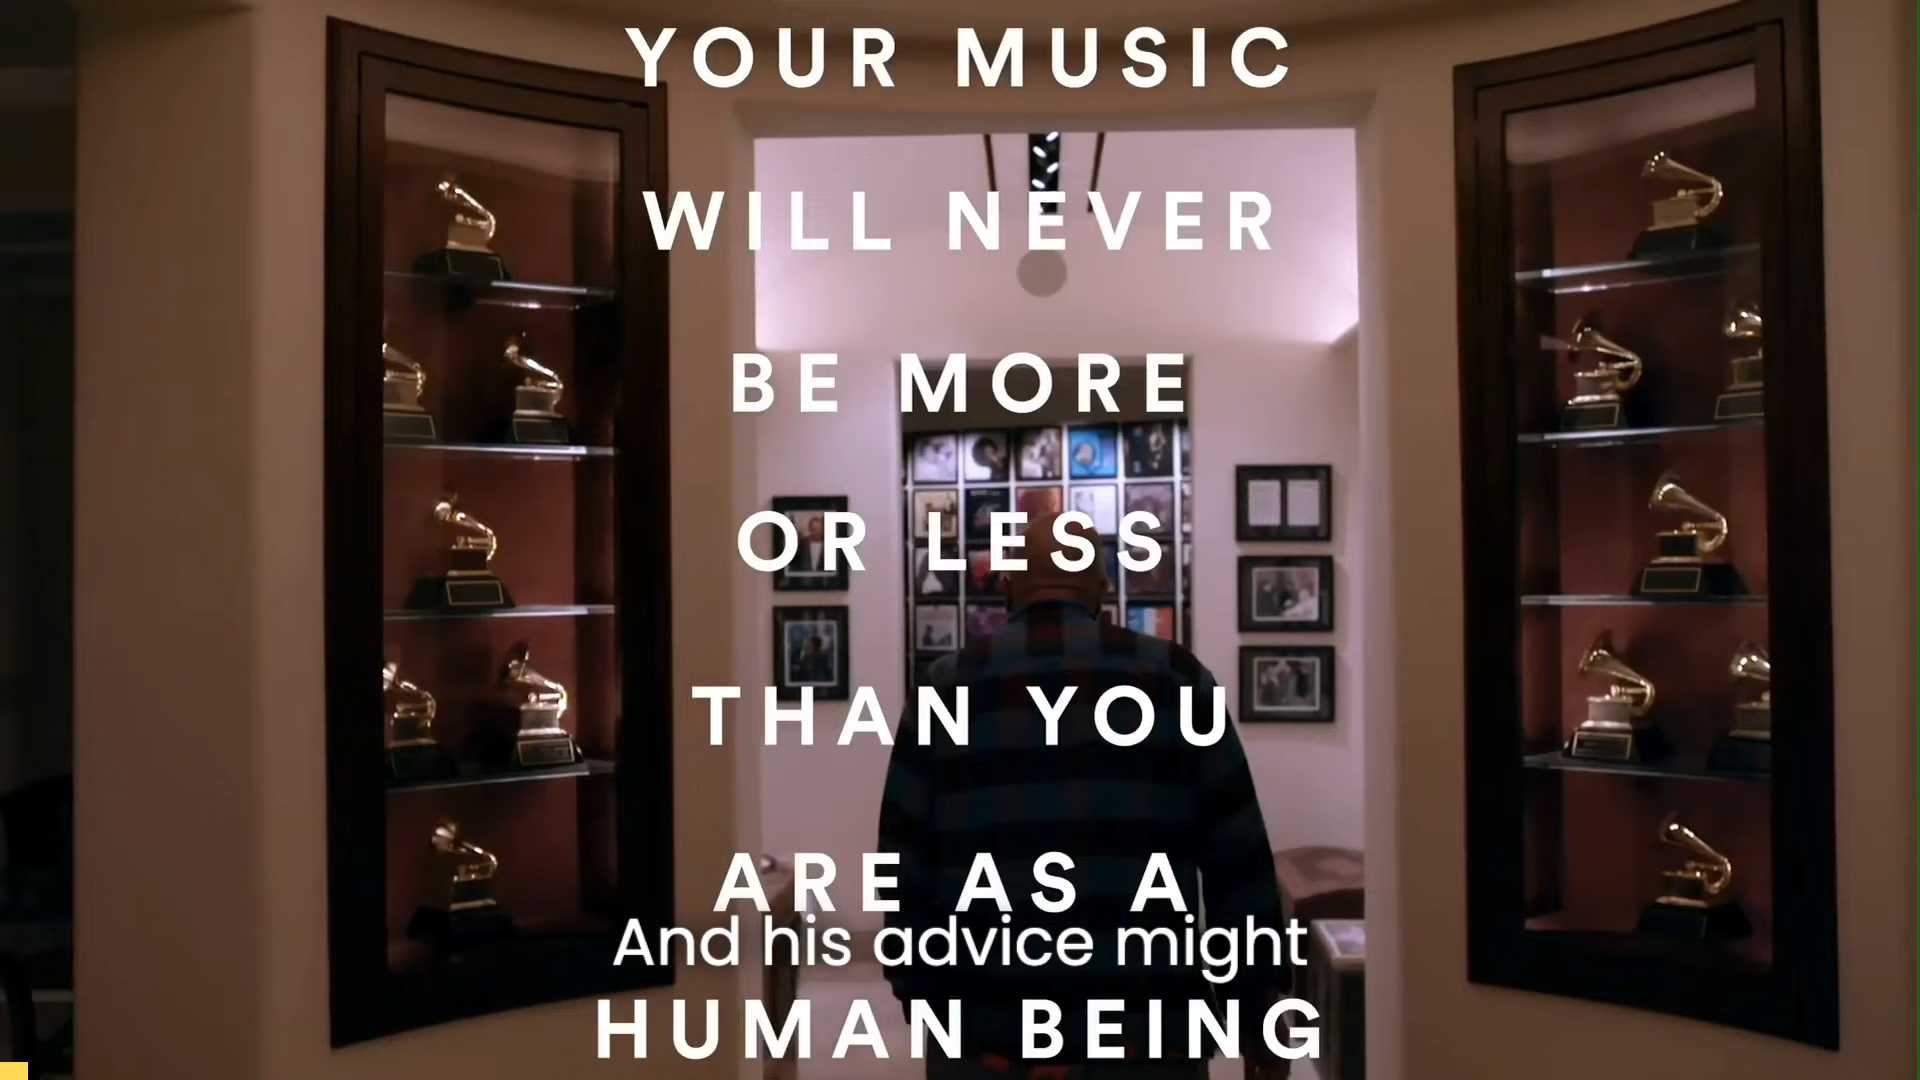 YOUR MUSIC
WILL NEVER
BE MORE
OR LESS
THAN YOU
ARE AS A
And his advice might
HUMAN BEING